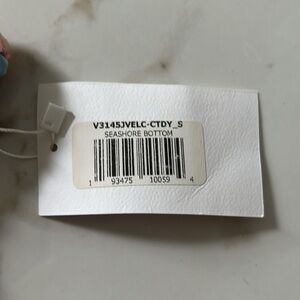 V3145JVELC-CTDY_S
SEASHORE BOTTOM
1 93475 10059 4